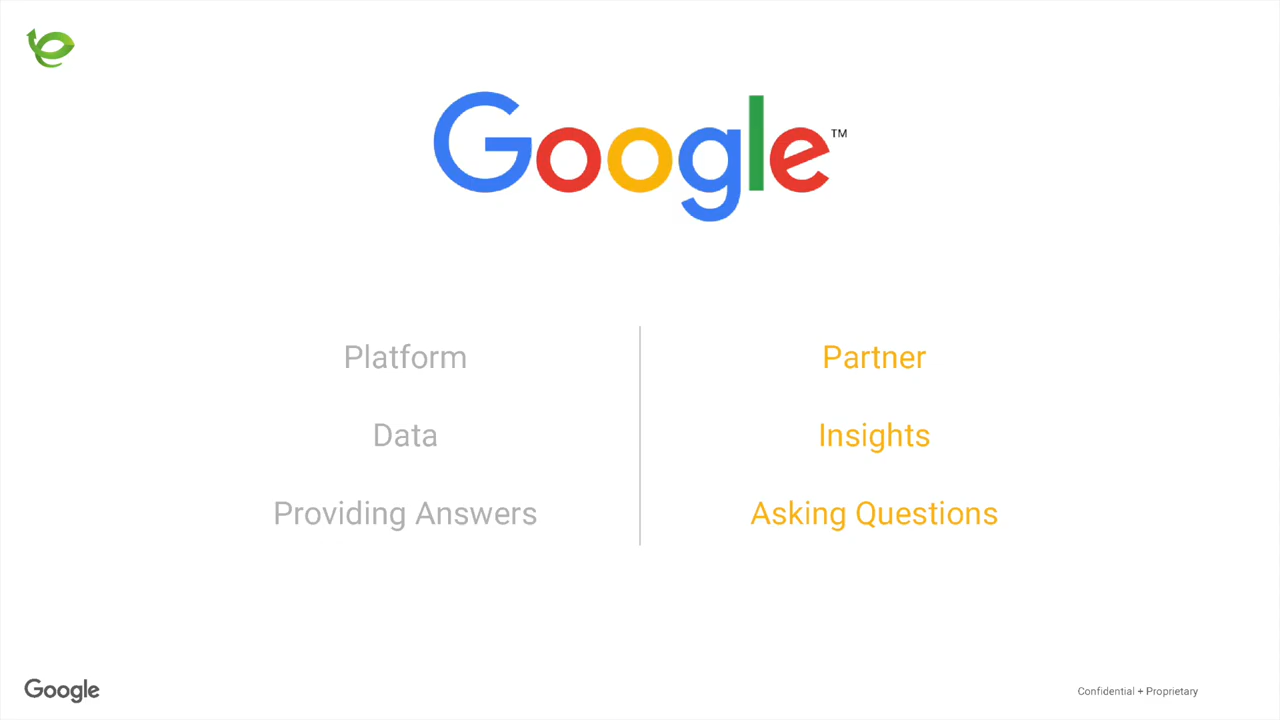 Google™
Platform
Partner
Data
Insights
Providing Answers
Asking Questions
Google
Confidential + Proprietary